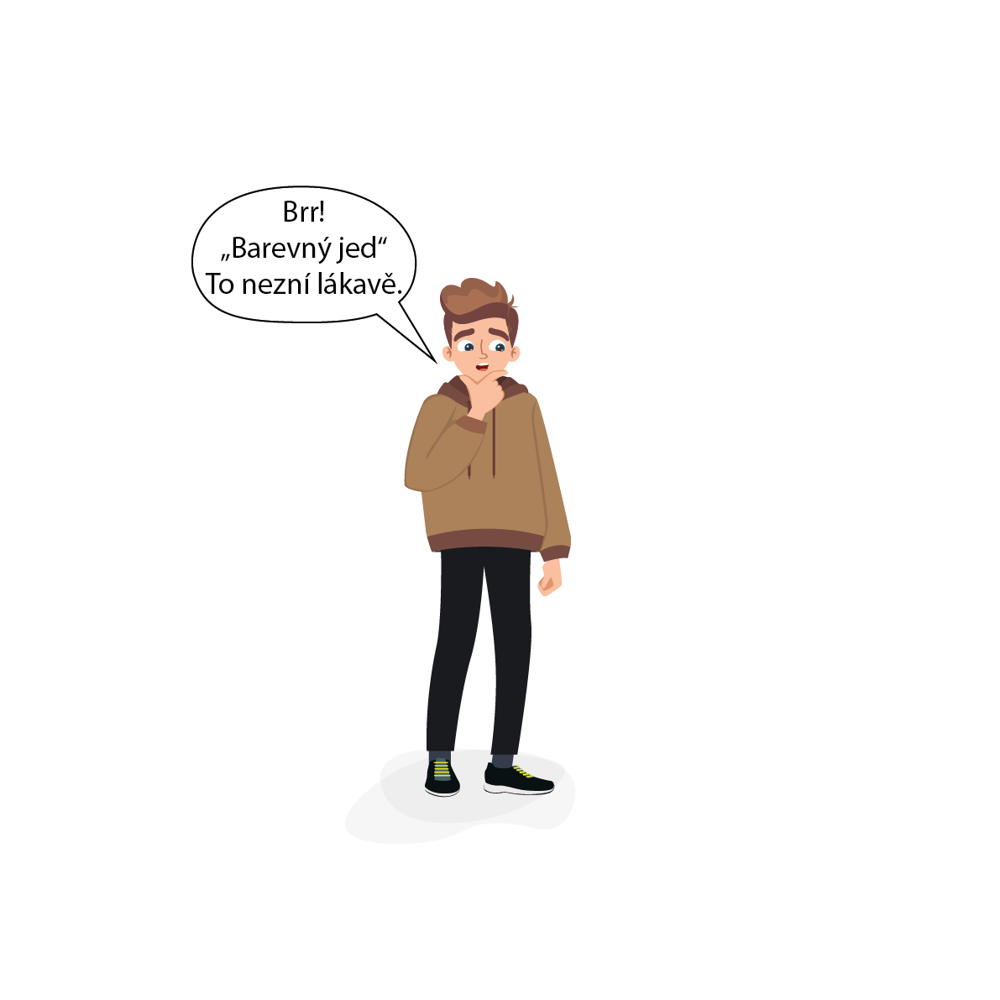 Brr!
„Barevný jed“
To nezní lákavě.